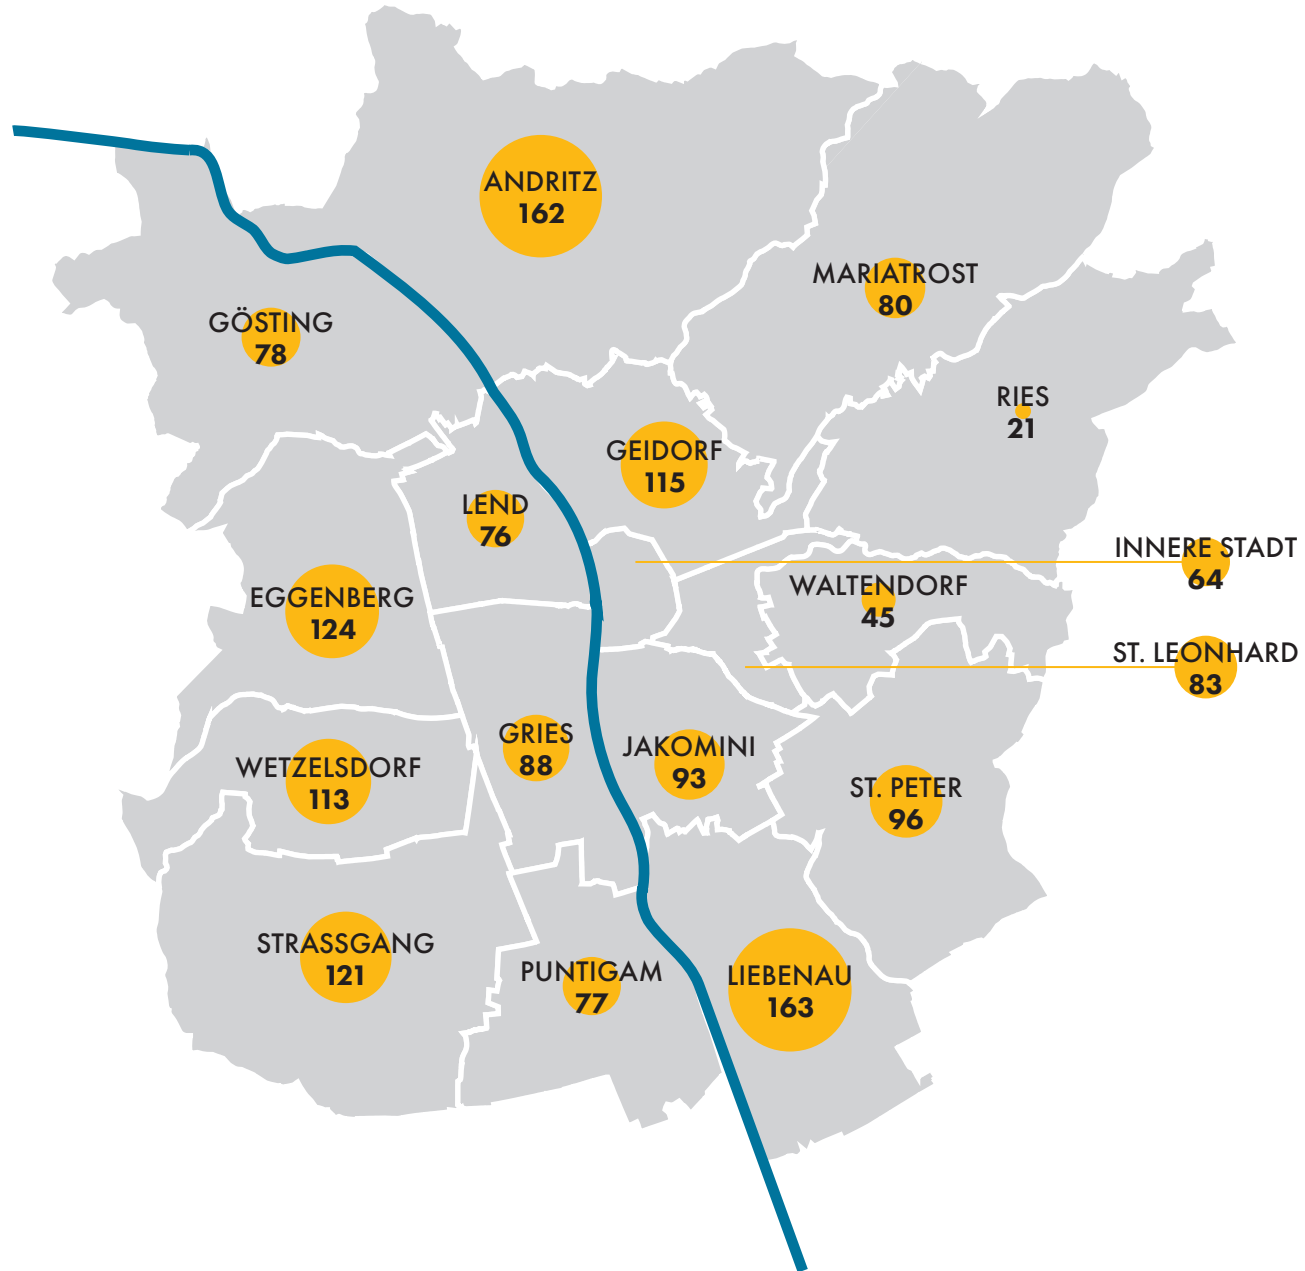 ANDRITZ
162
MARIATROST
80
GÖSTING
78
RIES
21
GEIDORF
115
LEND
76
INNERE STADT
64
WALTENDORF
45
EGGENBERG
124
ST. LEONHARD
83
GRIES
88
JAKOMINI
93
WETZELSDORF
113
ST. PETER
96
STRASSGANG
121
PUNTIGAM
77
LIEBENAU
163